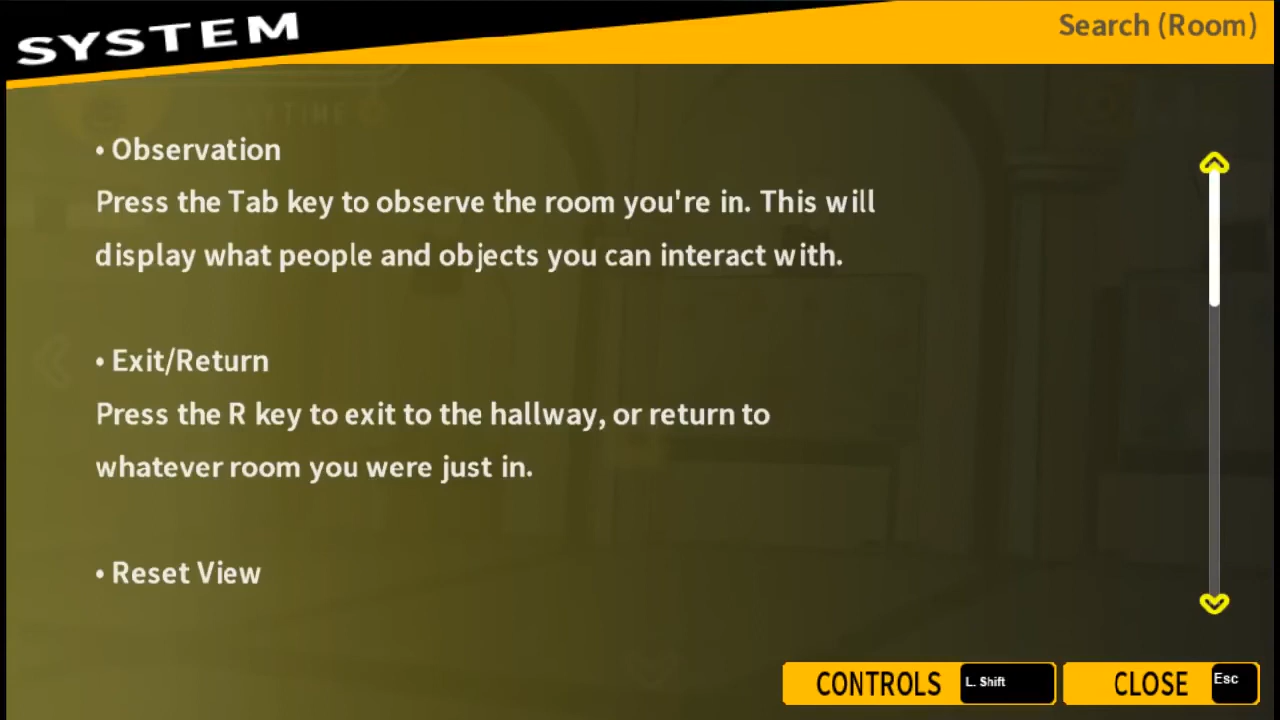 SYSTEM
Search (Room)
• Observation
Press the Tab key to observe the room you're in. This will
display what people and objects you can interact with.
• Exit/Return
Press the R key to exit to the hallway, or return to
whatever room you were just in.
• Reset View
CONTROLS L. Shift CLOSE Esc